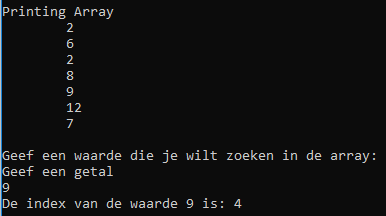 Printing Array
2
6
2
8
9
12
7
Geef een waarde die je wilt zoeken in de array:
Geef een getal
9
De index van de waarde 9 is: 4